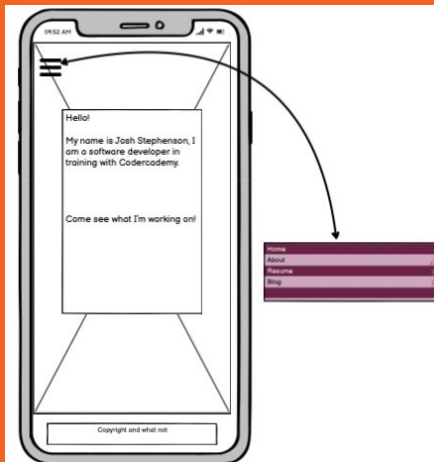 09:52 AM
Hello!
My name is Josh Stephenson, I
am a software developer in
training with Codercademy.
Come see what I'm working on!
Home
About
Resume
Blog
Copyright and what not